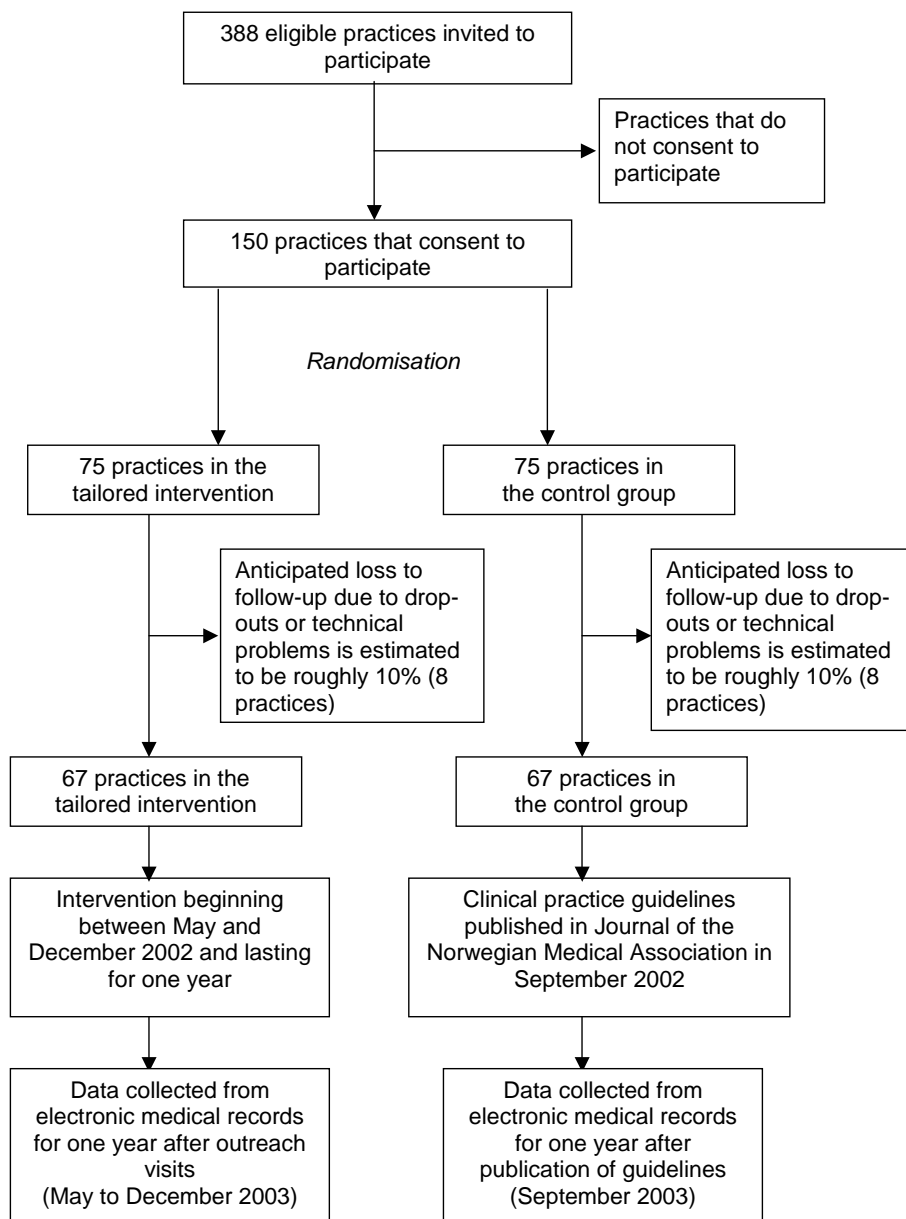 388 eligible practices invited to
participate
Practices that do
not consent to
participate
150 practices that consent to
participate
Randomisation
75 practices in the
tailored intervention
75 practices in
the control group
Anticipated loss to
follow-up due to drop-
outs or technical
problems is estimated
to be roughly 10% (8
practices)
Anticipated loss to
follow-up due to drop-
outs or technical
problems is estimated
to be roughly 10% (8
practices)
67 practices in the
tailored intervention
67 practices in
the control group
Intervention beginning
between May and
December 2002 and lasting
for one year
Clinical practice guidelines
published in Journal of the
Norwegian Medical Association in
September 2002
Data collected from
electronic medical records
for one year after outreach
visits
(May to December 2003)
Data collected from
electronic medical records
for one year after
publication of guidelines
(September 2003)